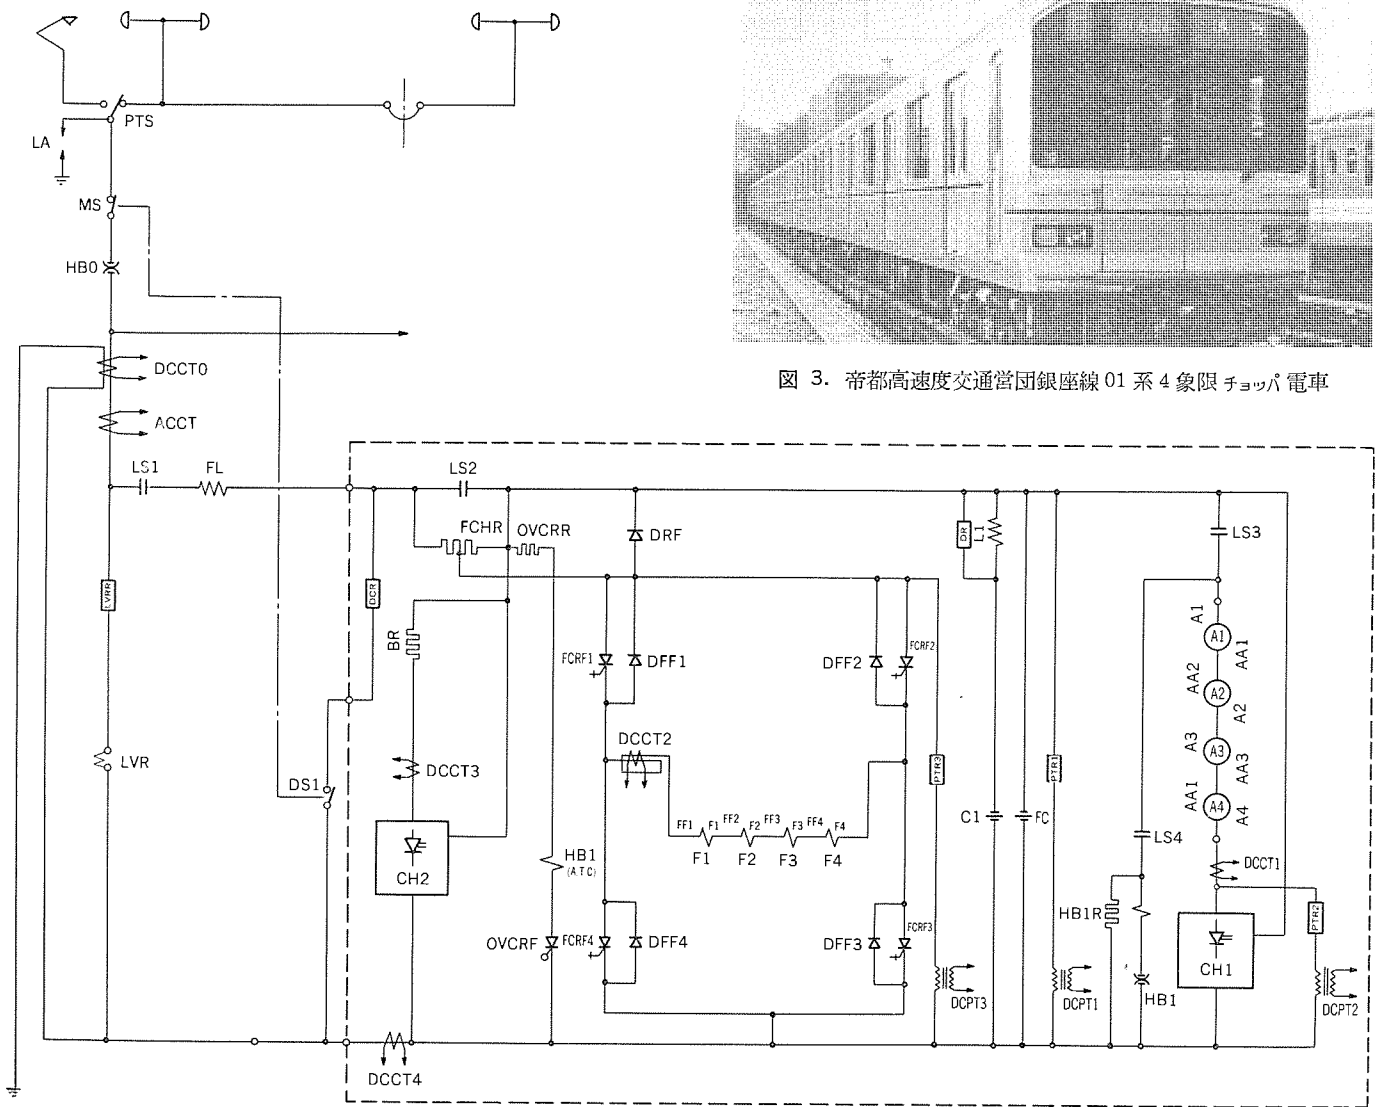 PTS
LA
MS
HB0
DCCT0
ACCT
図 3. 帝都高速度交通営団銀座線 01 系 4 象限 チョッパ 電車
LS1
FL
LS2
FCHR
OVCRR
DRF
DR
L1
LS3
LVRR
DCR
BR
FCRF1
DFF1
DFF2
FCRF2
A1
A1
AA1
AA2
A2
A2
A3
A3
AA3
AA1
A4
A4
DCCT2
DCCT3
PTR3
PTR1
LVR
DS1
C1
FC
FF1
F1
FF2
F2
FF3
F3
FF4
F4
F1
F2
F3
F4
CH2
HB1
(A.T.C)
LS4
DCCT1
HB1R
PTR2
OVCRF
FCRF4
DFF4
DFF3
FCRF3
CH1
DCPT3
DCPT1
HB1
DCPT2
DCCT4